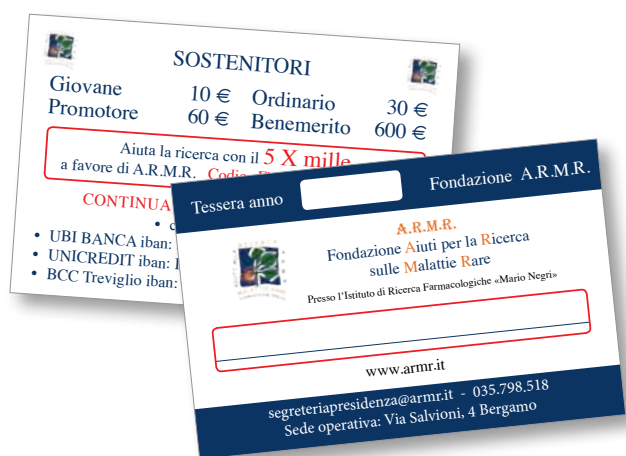 SOSTENITORI
Giovane 10 € Ordinario 30 €
Promotore 60 € Benemerito 600 €
Aiuta la ricerca con il 5 X mille
a favore di A.R.M.R.
CONTINUA
• UBI BANCA iban:
• UNICREDIT iban:
• BCC Treviglio iban:
Tessera anno Fondazione A.R.M.R.
A.R.M.R.
Fondazione Aiuti per la Ricerca
sulle Malattie Rare
Presso l'Istituto di Ricerca Farmacologiche «Mario Negri»
www.armr.it
segreteriapresidenza@armr.it - 035.798.518
Sede operativa: Via Salvioni, 4 Bergamo